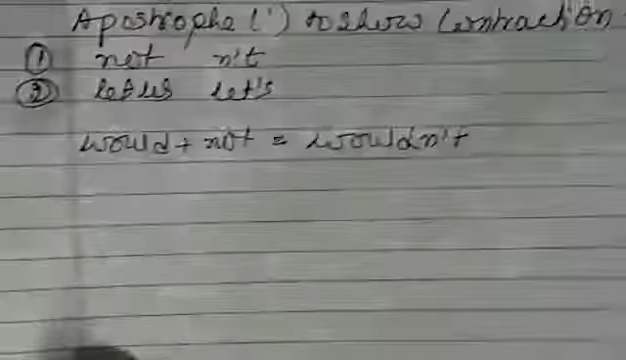 Apostrophe (') to show Contraction
① not n't
② let us let's
would + not = wouldn't